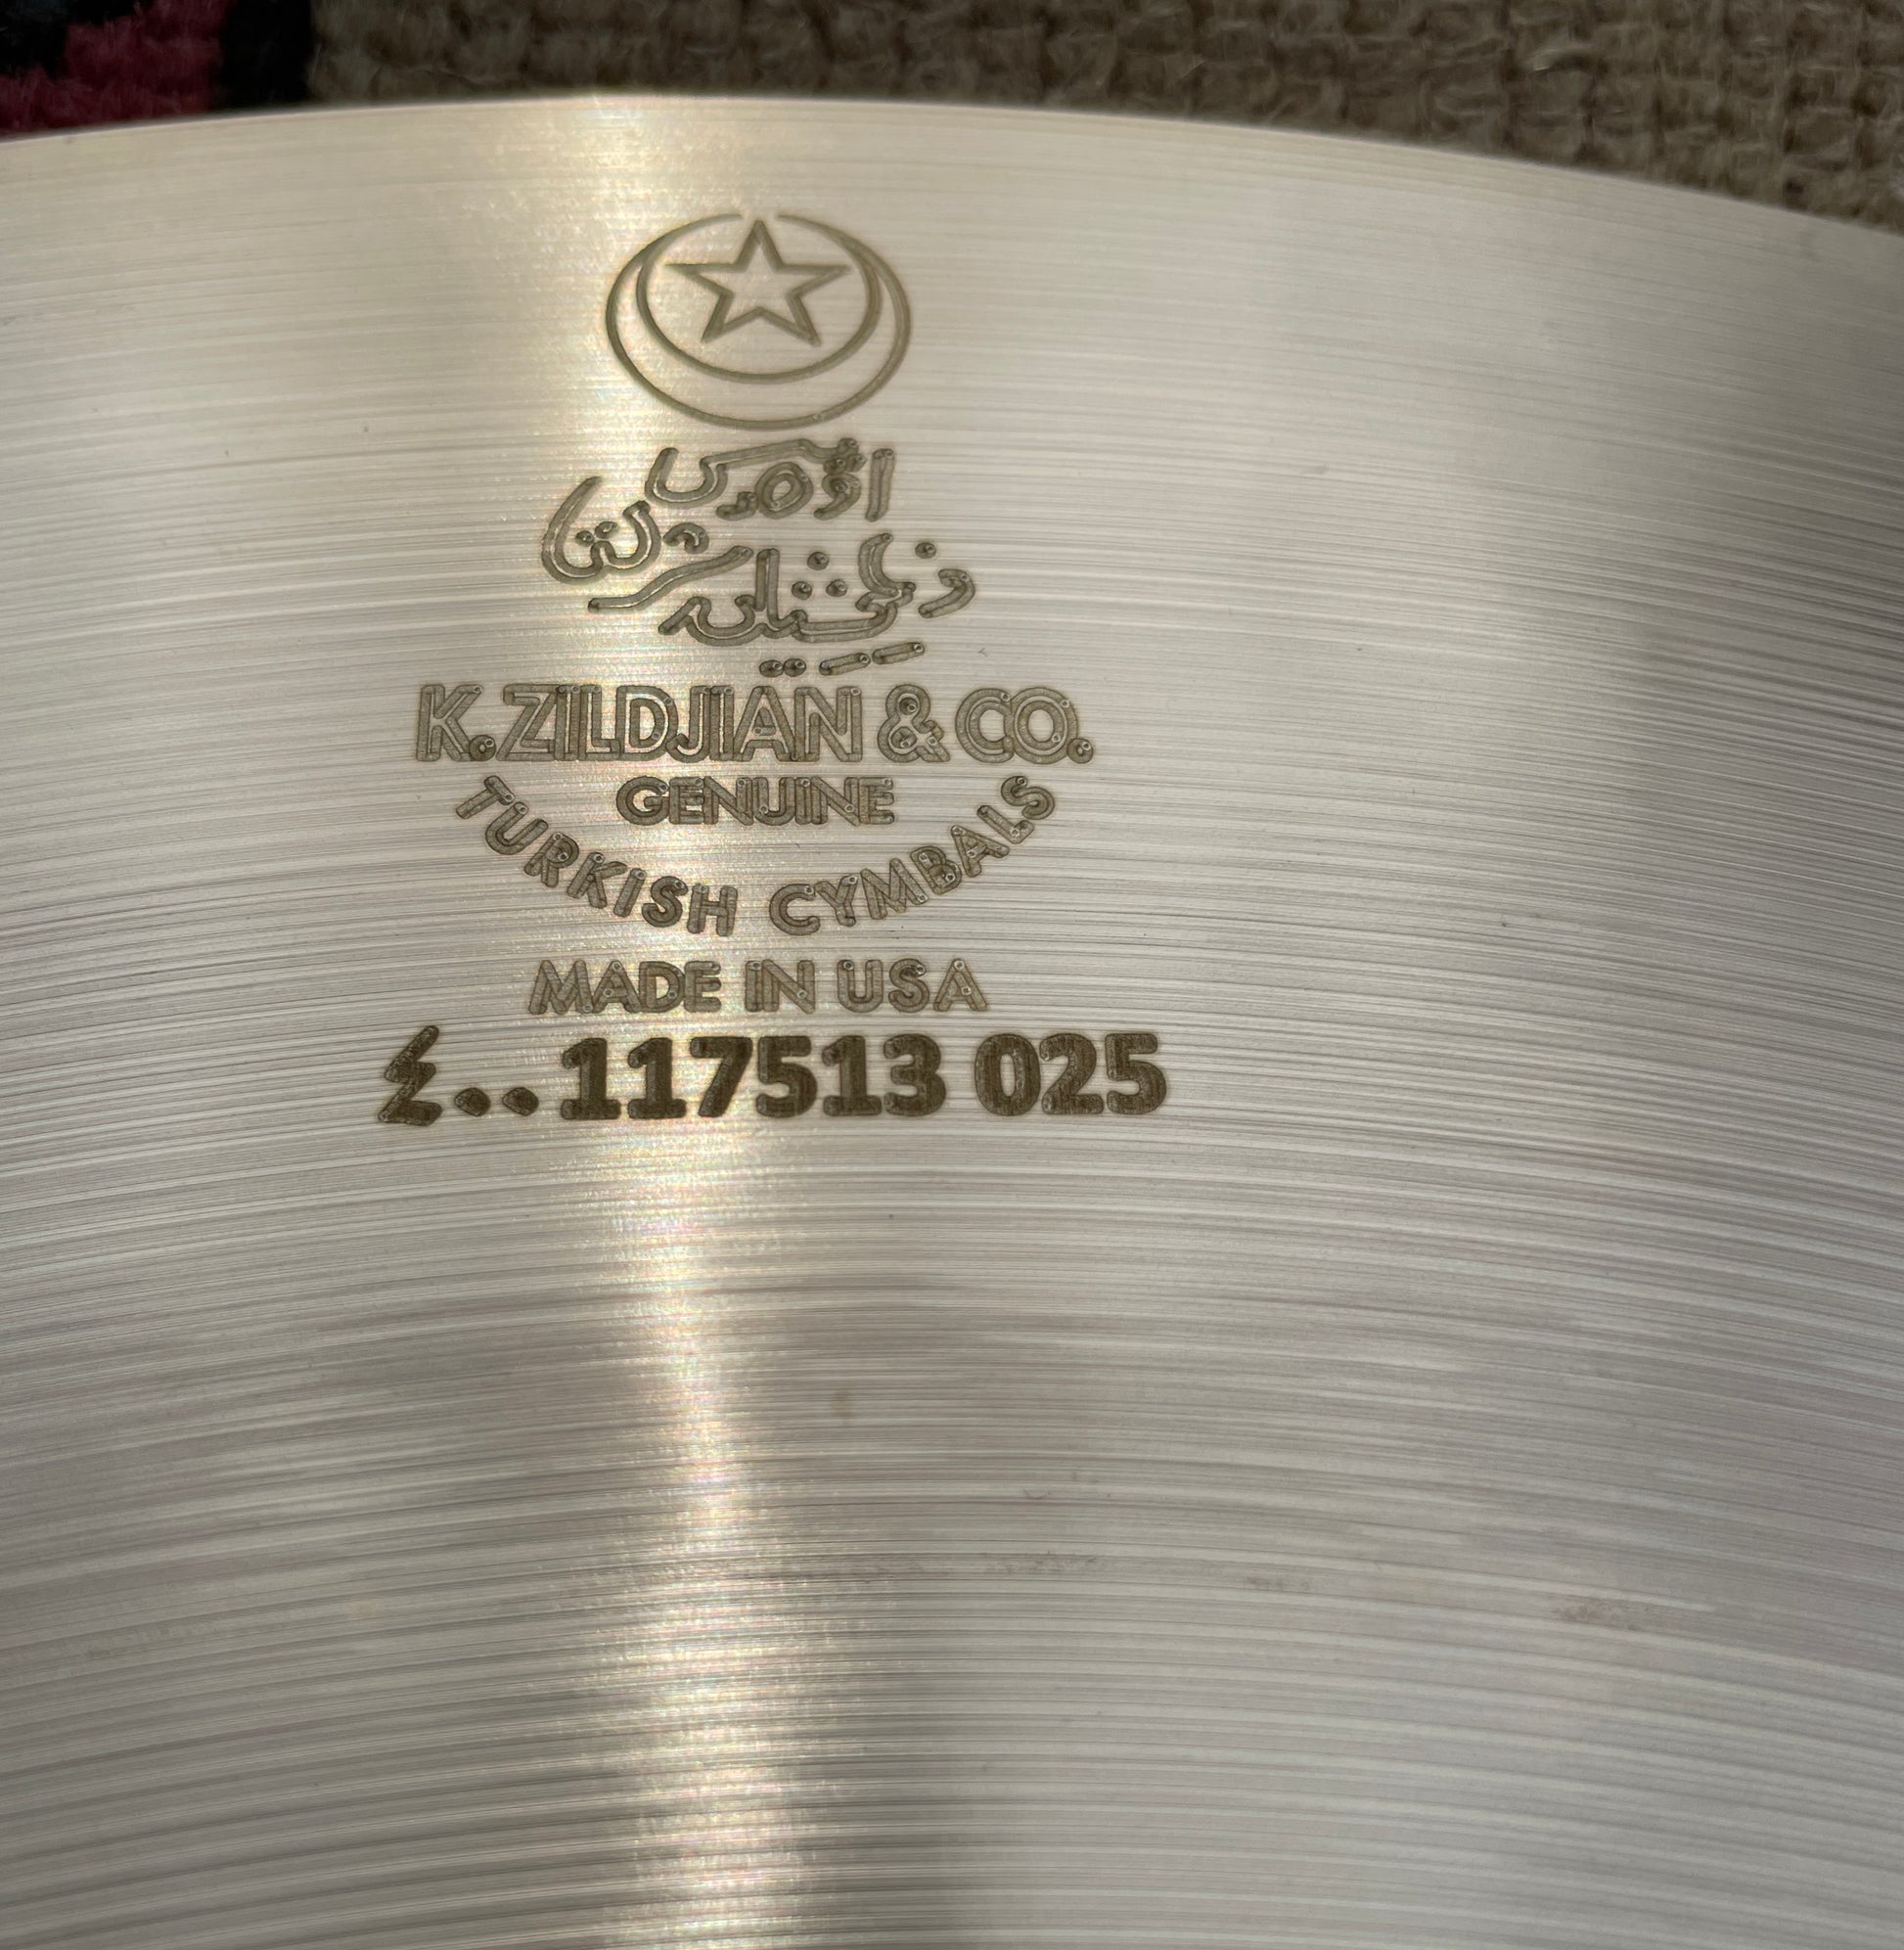 K. ZILDJIAN & CO.
GENUINE
TURKISH CYMBALS
MADE IN USA
117513 025